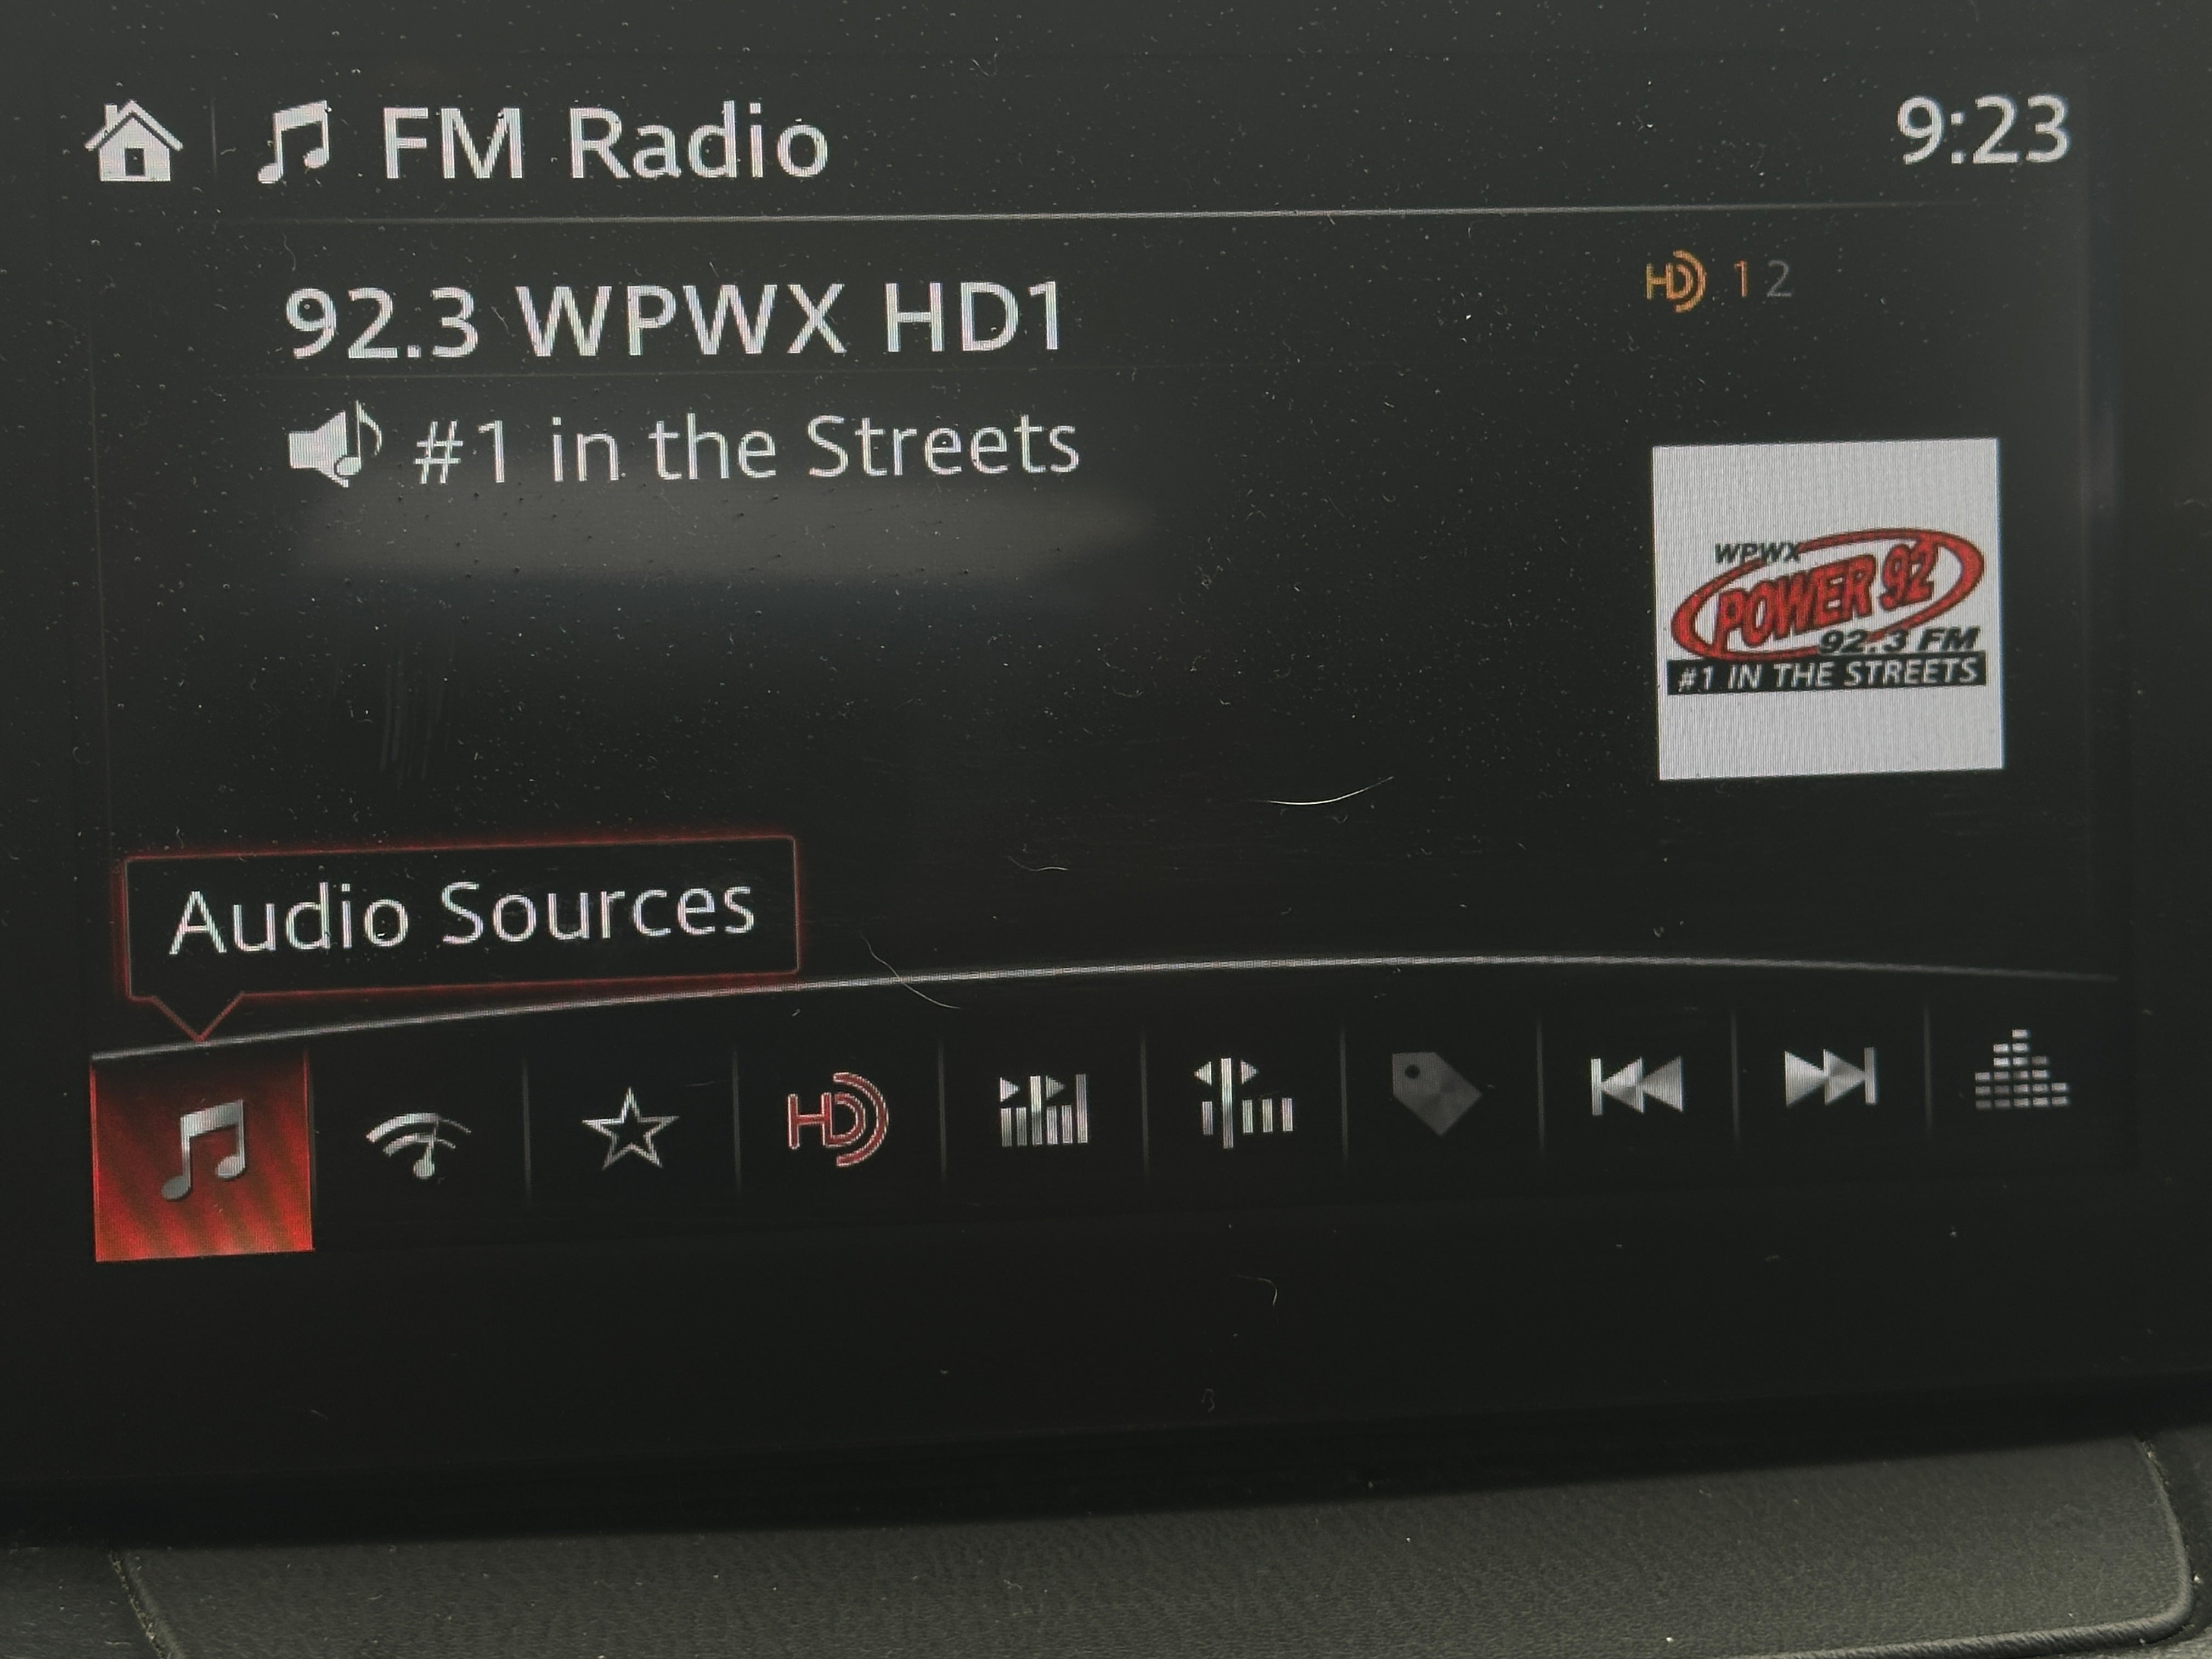 FM Radio
9:23
92.3 WPWX HD1
HD 1 2
#1 in the Streets
WPWX
POWER 92
92.3 FM
#1 IN THE STREETS
Audio Sources
HD